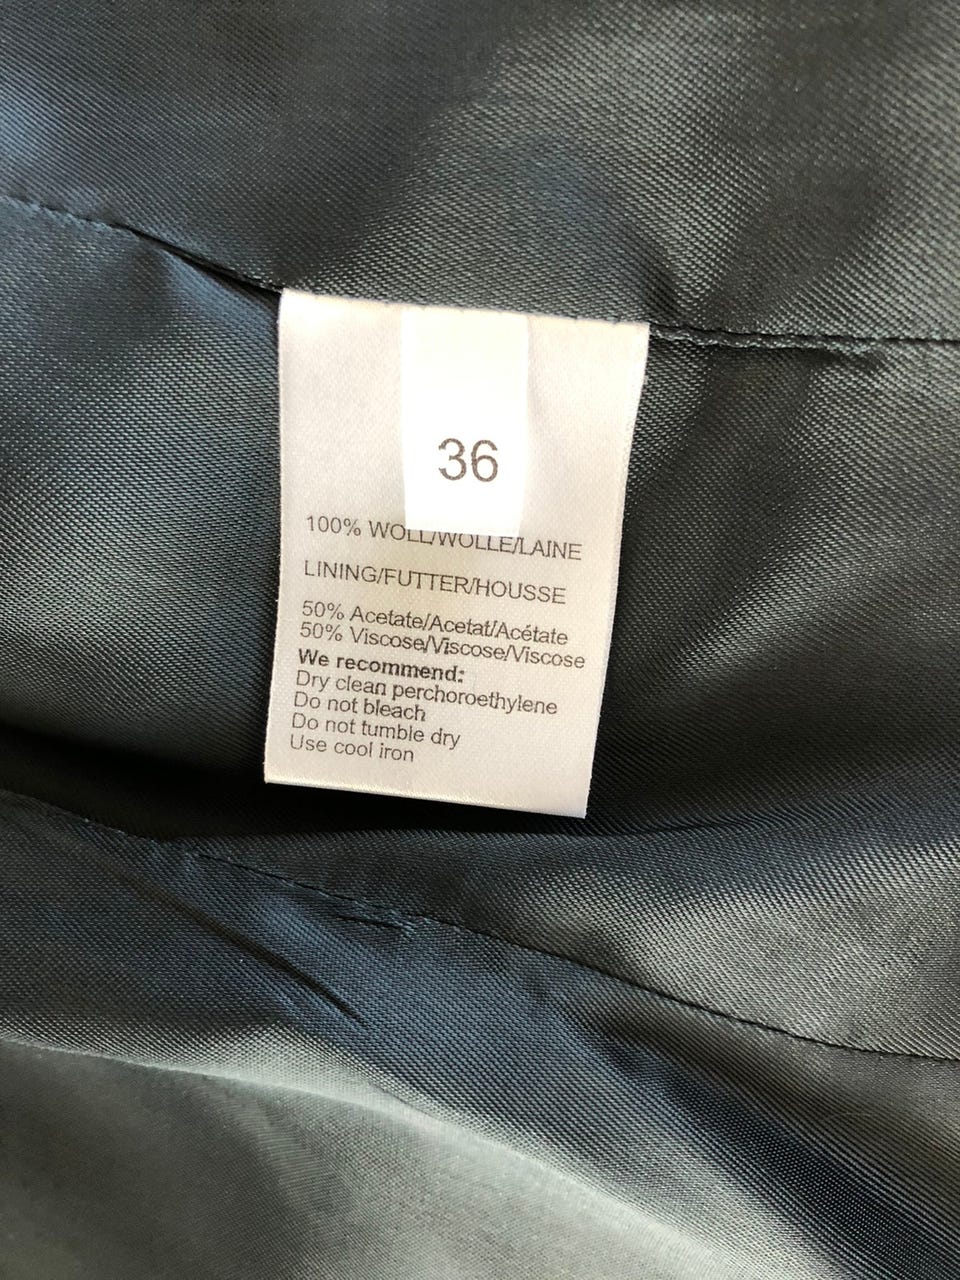 36
100% WOLL/WOLLE/LAINE
LINING/FUTTER/HOUSSE
50% Acetate/Acetat/Acétate
50% Viscose/Viscose/Viscose
We recommend:
Dry clean perchoroethylene
Do not bleach
Do not tumble dry
Use cool iron